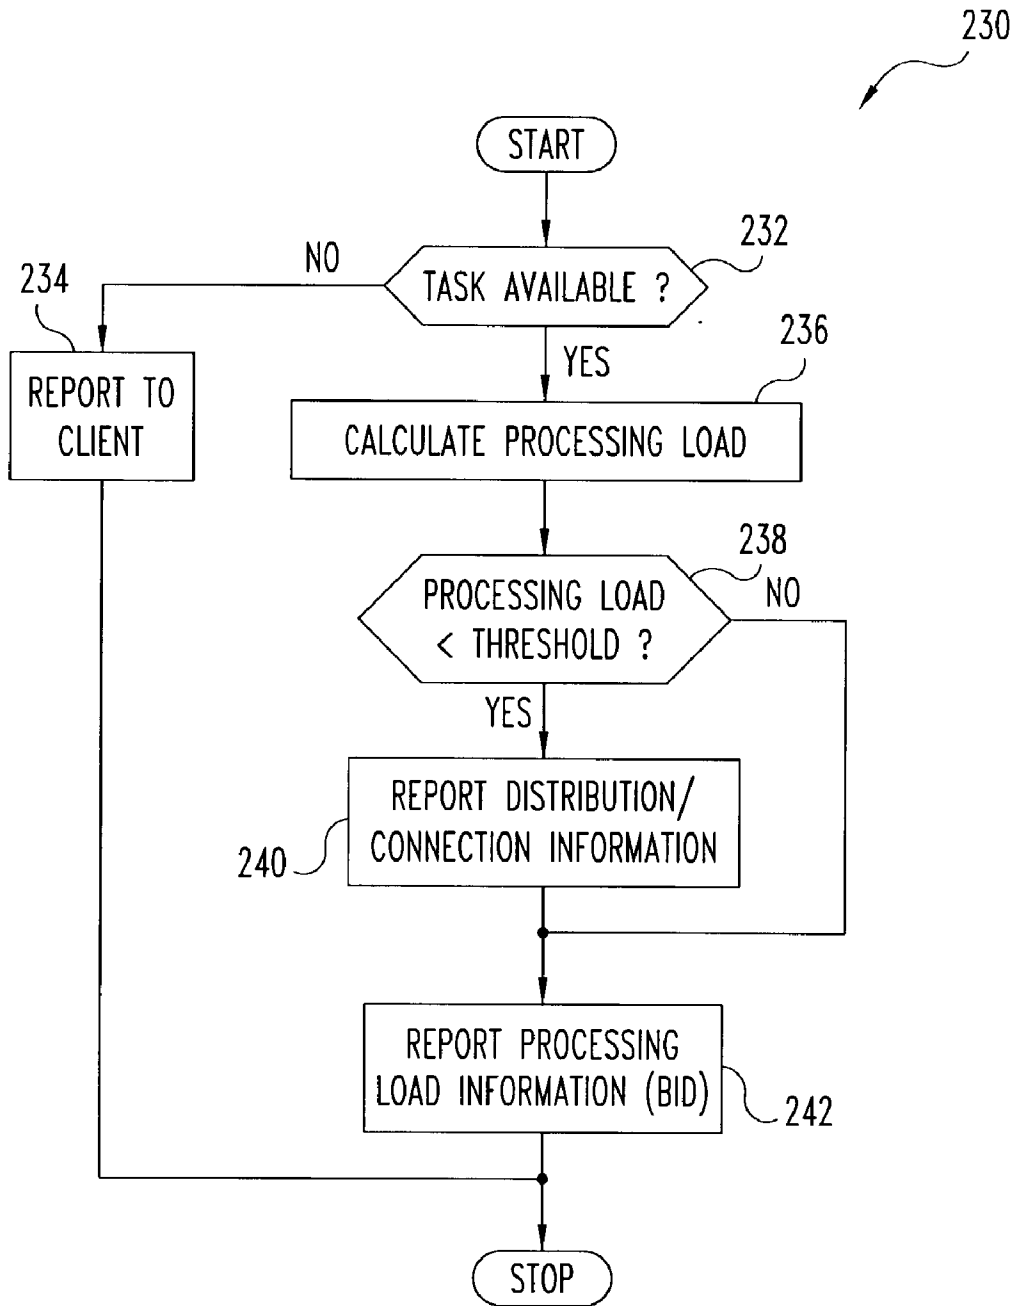 230
START
232
TASK AVAILABLE ?
NO
234
YES
236
REPORT TO
CLIENT
CALCULATE PROCESSING LOAD
238
PROCESSING LOAD
< THRESHOLD ?
NO
YES
REPORT DISTRIBUTION/
CONNECTION INFORMATION
240
REPORT PROCESSING
LOAD INFORMATION (BID)
242
STOP